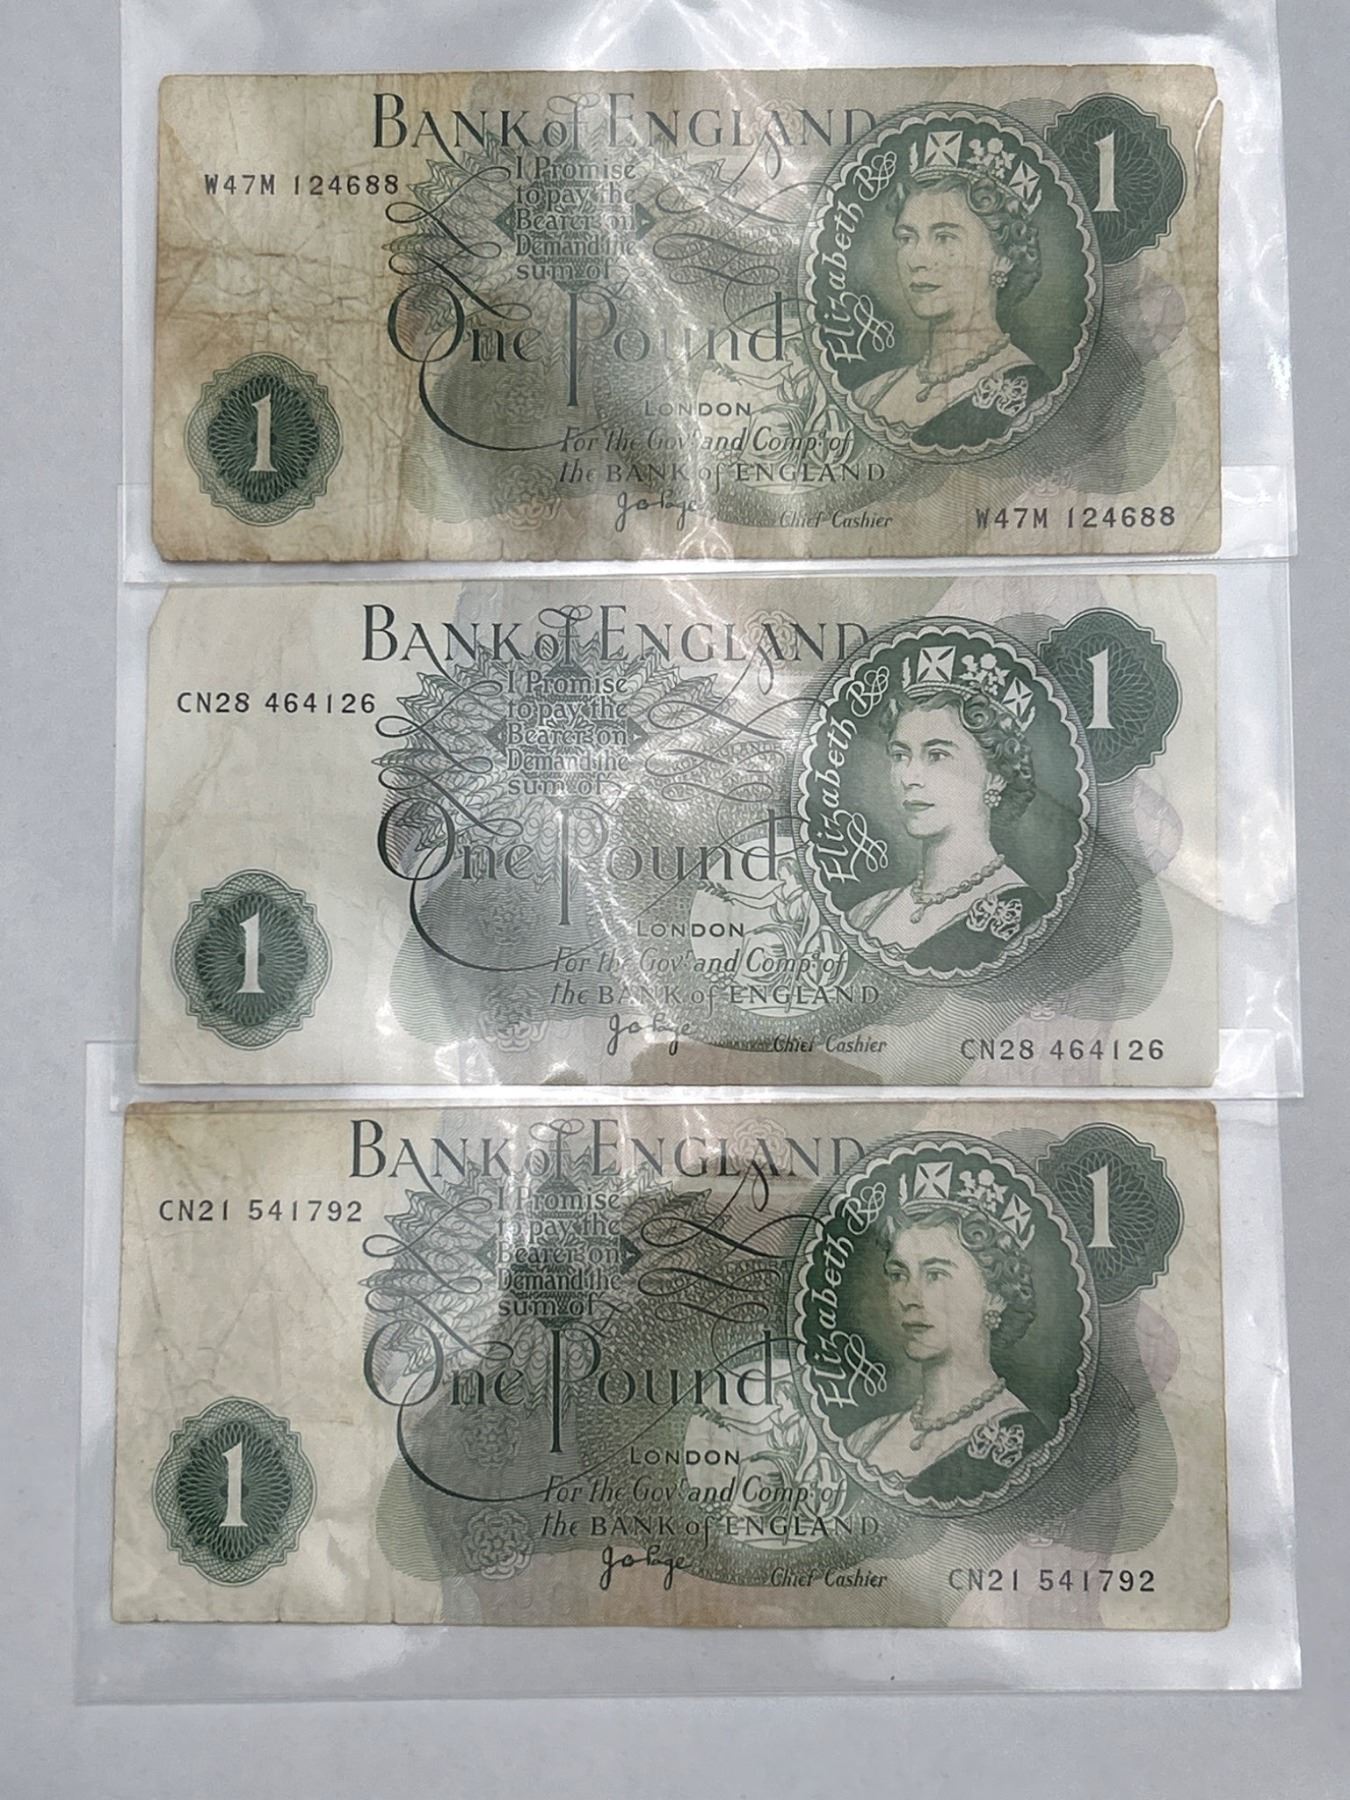 BANK of ENGLAND
1
W47M 124688
I Promise
to pay the
Bearer on
Demand the
sum of
One Pound
Elizabeth R
LONDON
1
For the Govr and Compa of
the BANK of ENGLAND
J B Page
Chief Cashier
W47M 124688
BANK of ENGLAND
1
CN28 464126
I Promise
to pay the
Bearer on
Demand the
sum of
One Pound
Elizabeth R
LONDON
1
For the Govr and Compa of
the BANK of ENGLAND
J B Page
Chief Cashier
CN28 464126
BANK of ENGLAND
1
CN21 541792
I Promise
to pay the
Bearer on
Demand the
sum of
One Pound
Elizabeth R
LONDON
1
For the Govr and Compa of
the BANK of ENGLAND
J B Page
Chief Cashier
CN21 541792